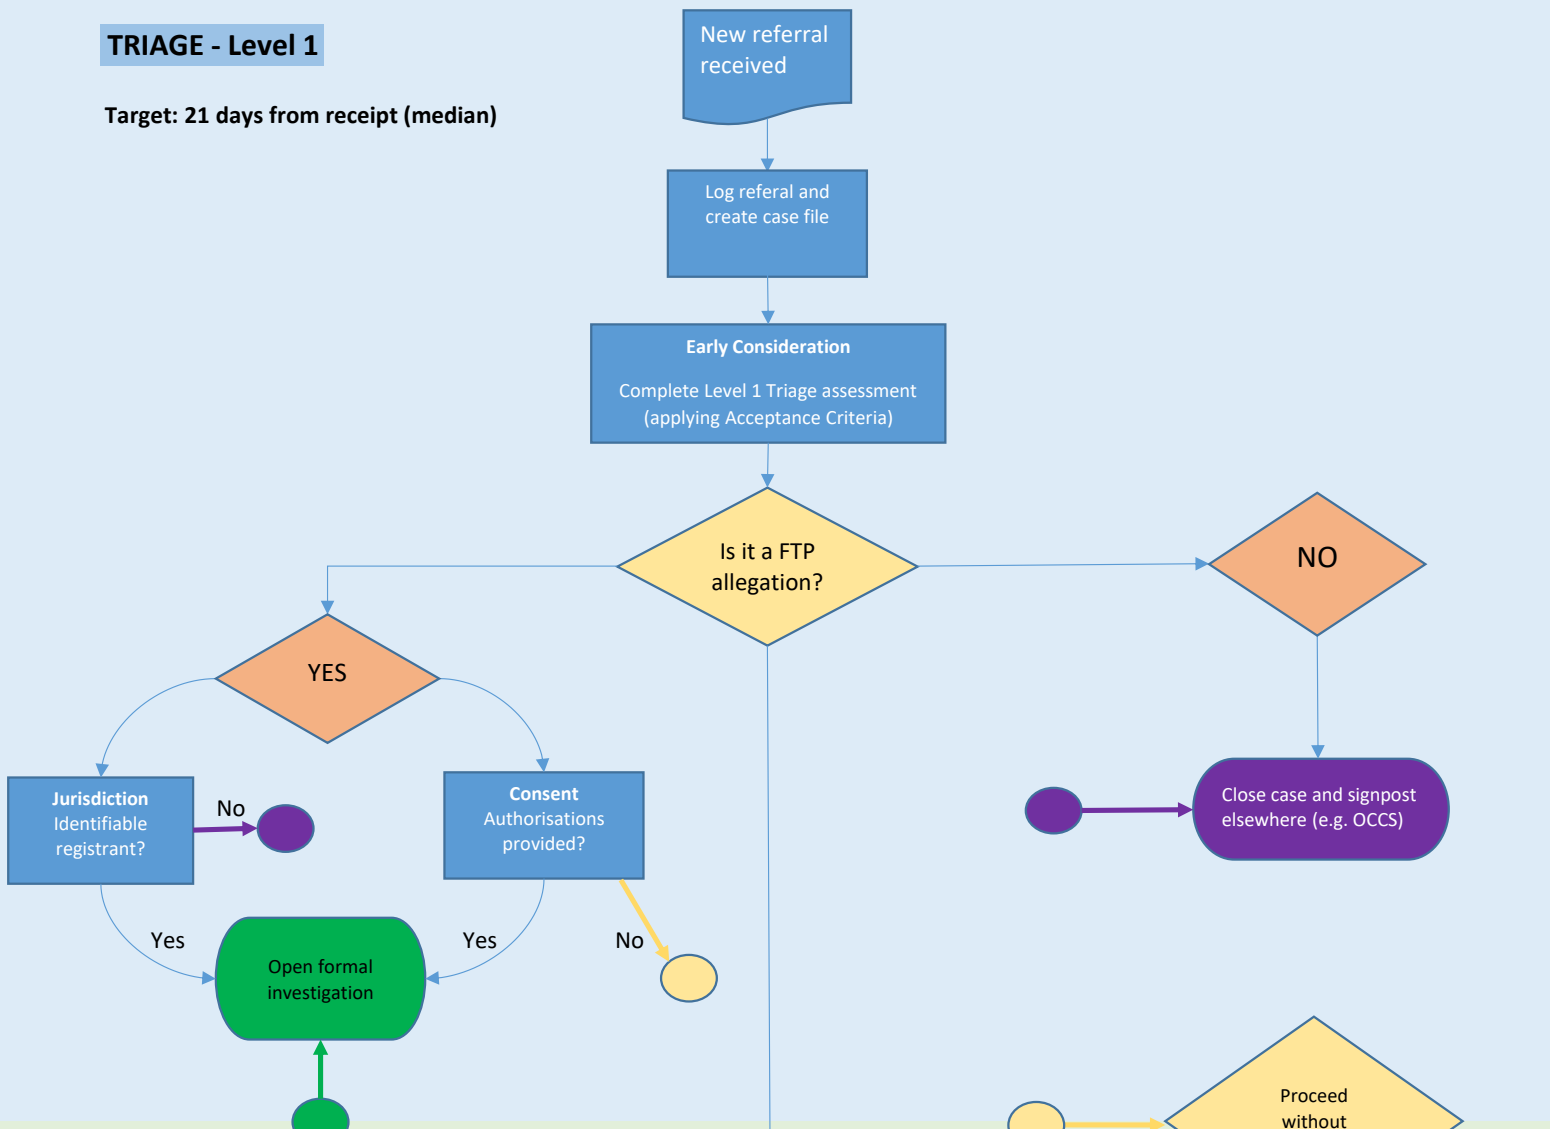 TRIAGE - Level 1
Target: 21 days from receipt (median)
New referral
received
Log referal and
create case file
Early Consideration
Complete Level 1 Triage assessment
(applying Acceptance Criteria)
Is it a FTP
allegation?
NO
YES
Jurisdiction
Identifiable
registrant?
No
Consent
Authorisations
provided?
Close case and signpost
elsewhere (e.g. OCCS)
Yes
Yes
No
Open formal
investigation
Proceed
without